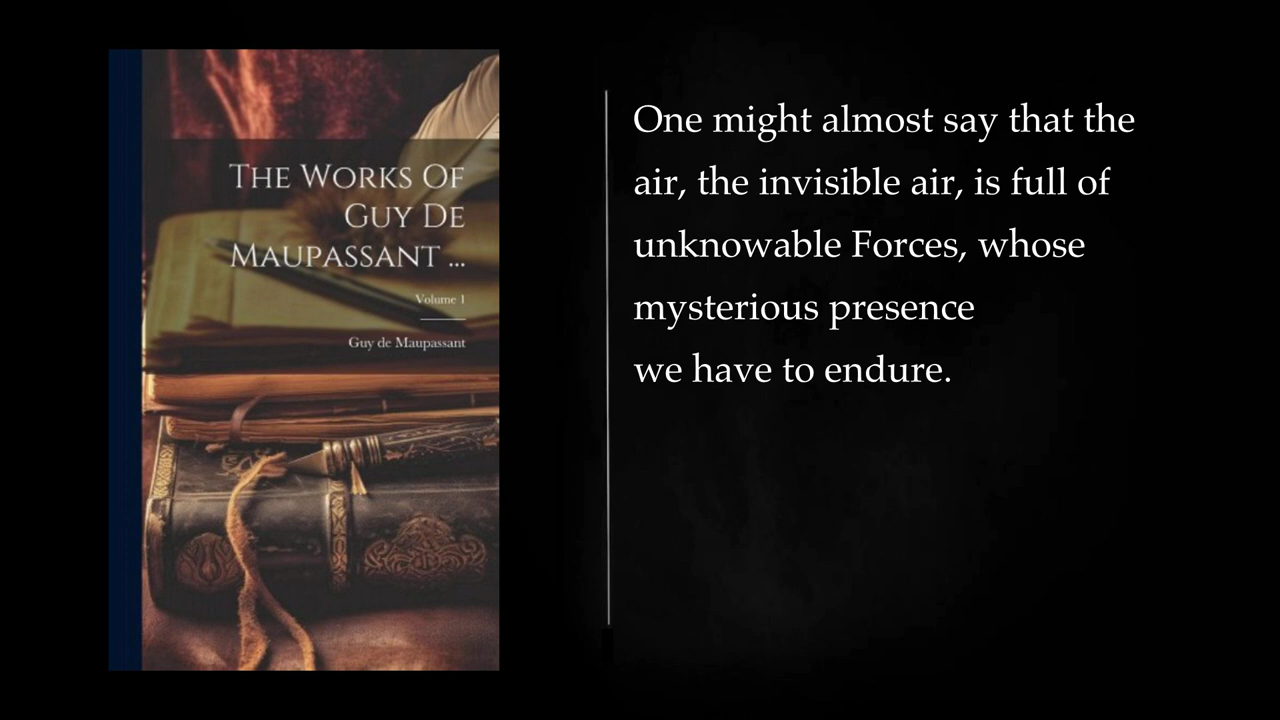 THE WORKS OF
GUY DE
MAUPASSANT ...
Volume 1
Guy de Maupassant
One might almost say that the
air, the invisible air, is full of
unknowable Forces, whose
mysterious presence
we have to endure.